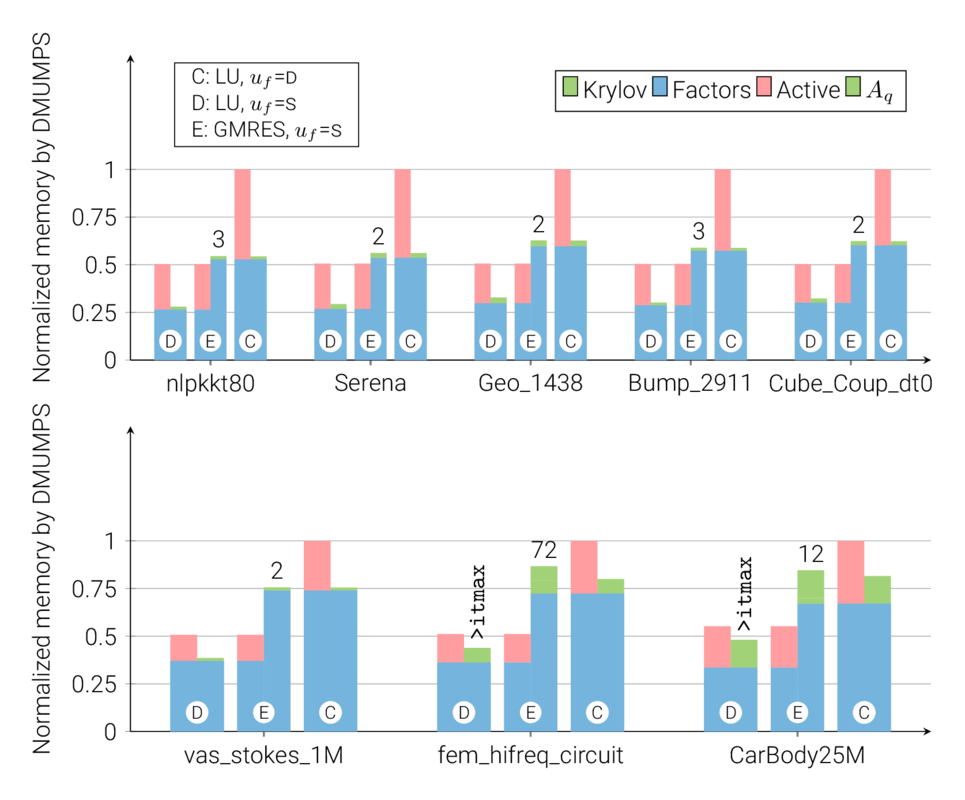 Normalized memory by DMUMPS
C: LU, u_f=D
D: LU, u_f=S
E: GMRES, u_f=S
Krylov Factors Active A_q
1
0.75
0.5
0.25
0
3
2
2
3
2
D E C D E C D E C D E C D E C
nlpkkt80 Serena Geo_1438 Bump_2911 Cube_Coup_dt0
Normalized memory by DMUMPS
1
0.75
0.5
0.25
0
2
>itmax
72
>itmax
12
D E C D E C D E C
vas_stokes_1M fem_hifreq_circuit CarBody25M